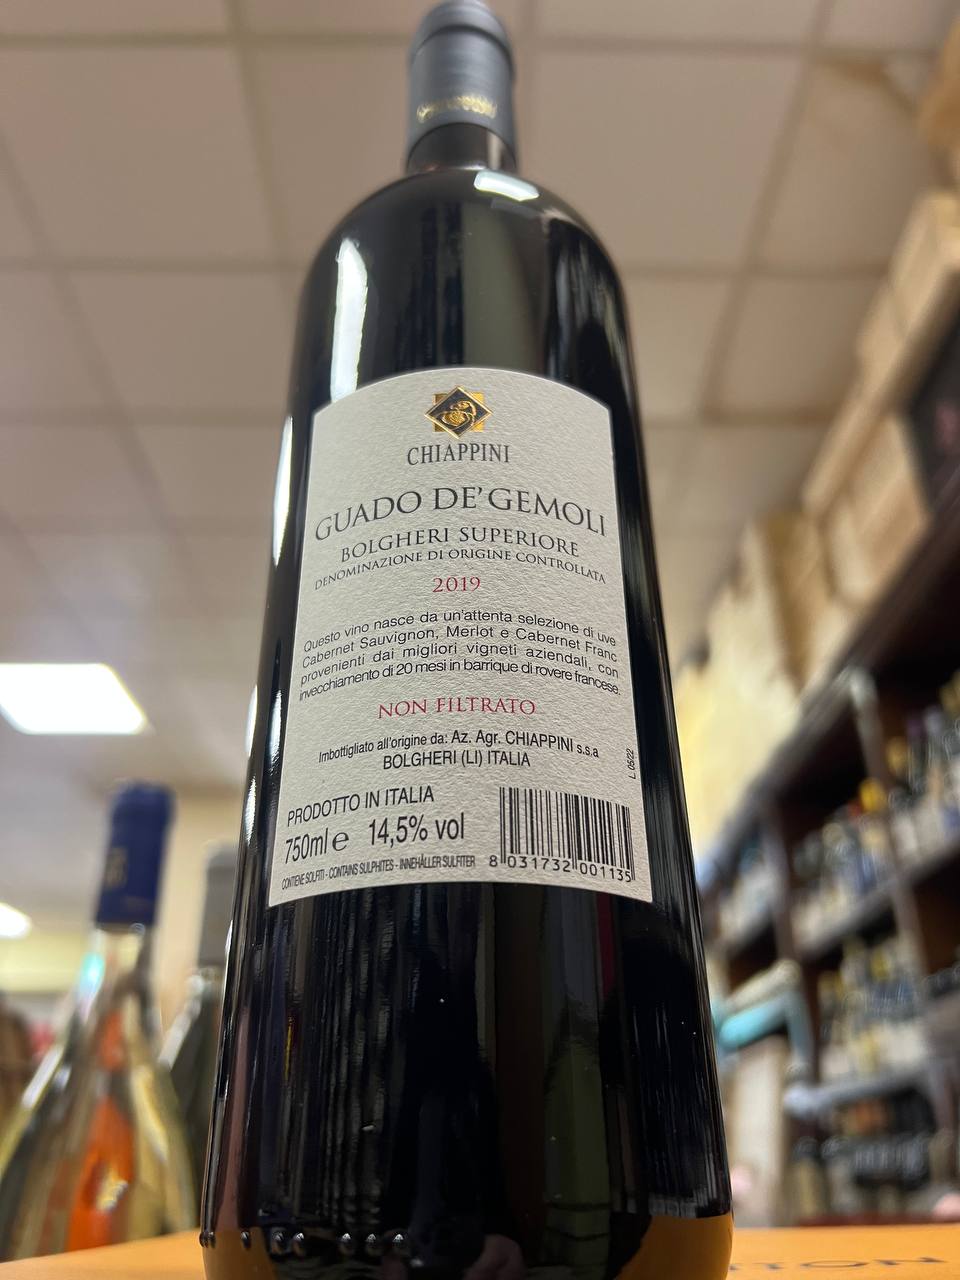 CHIAPPINI
GUADO DE' GEMOLI
BOLGHERI SUPERIORE
DENOMINAZIONE DI ORIGINE CONTROLLATA
2019
Questo vino nasce da un'attenta selezione di uve
Cabernet Sauvignon, Merlot e Cabernet Franc
provenienti dai migliori vigneti aziendali, con
invecchiamento di 20 mesi in barrique di rovere francese.
NON FILTRATO
Imbottigliato all'origine da: Az. Agr. CHIAPPINI s.s.a
BOLGHERI (LI) ITALIA
L. 05/22
PRODOTTO IN ITALIA
750ml e 14,5% vol
CONTIENE SOLFITI - CONTAINS SULPHITES - INNEHÅLLER SULFITER
8 031732 001135